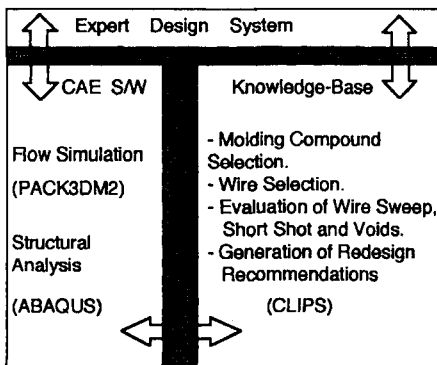 Expert Design System
CAE S/W
Flow Simulation
(PACK3DM2)
Structural
Analysis
(ABAQUS)
Knowledge-Base
- Molding Compound
Selection.
- Wire Selection.
- Evaluation of Wire Sweep,
Short Shot and Voids.
- Generation of Redesign
Recommendations
(CLIPS)